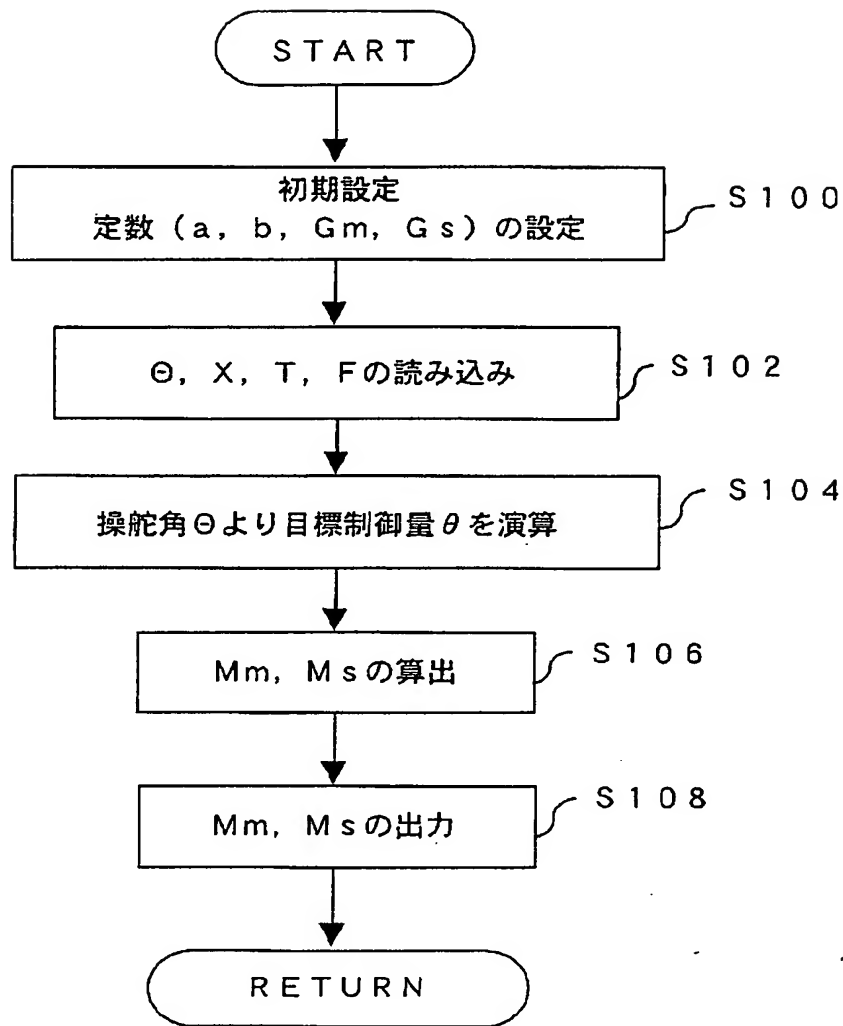 ＳＴＡＲＴ
初期設定
定数（ａ，ｂ，Ｇｍ，Ｇｓ）の設定
Ｓ１００
Θ，Ｘ，Ｔ，Ｆの読み込み
Ｓ１０２
操舵角Θより目標制御量θを演算
Ｓ１０４
Ｍｍ，Ｍｓの算出
Ｓ１０６
Ｍｍ，Ｍｓの出力
Ｓ１０８
ＲＥＴＵＲＮ